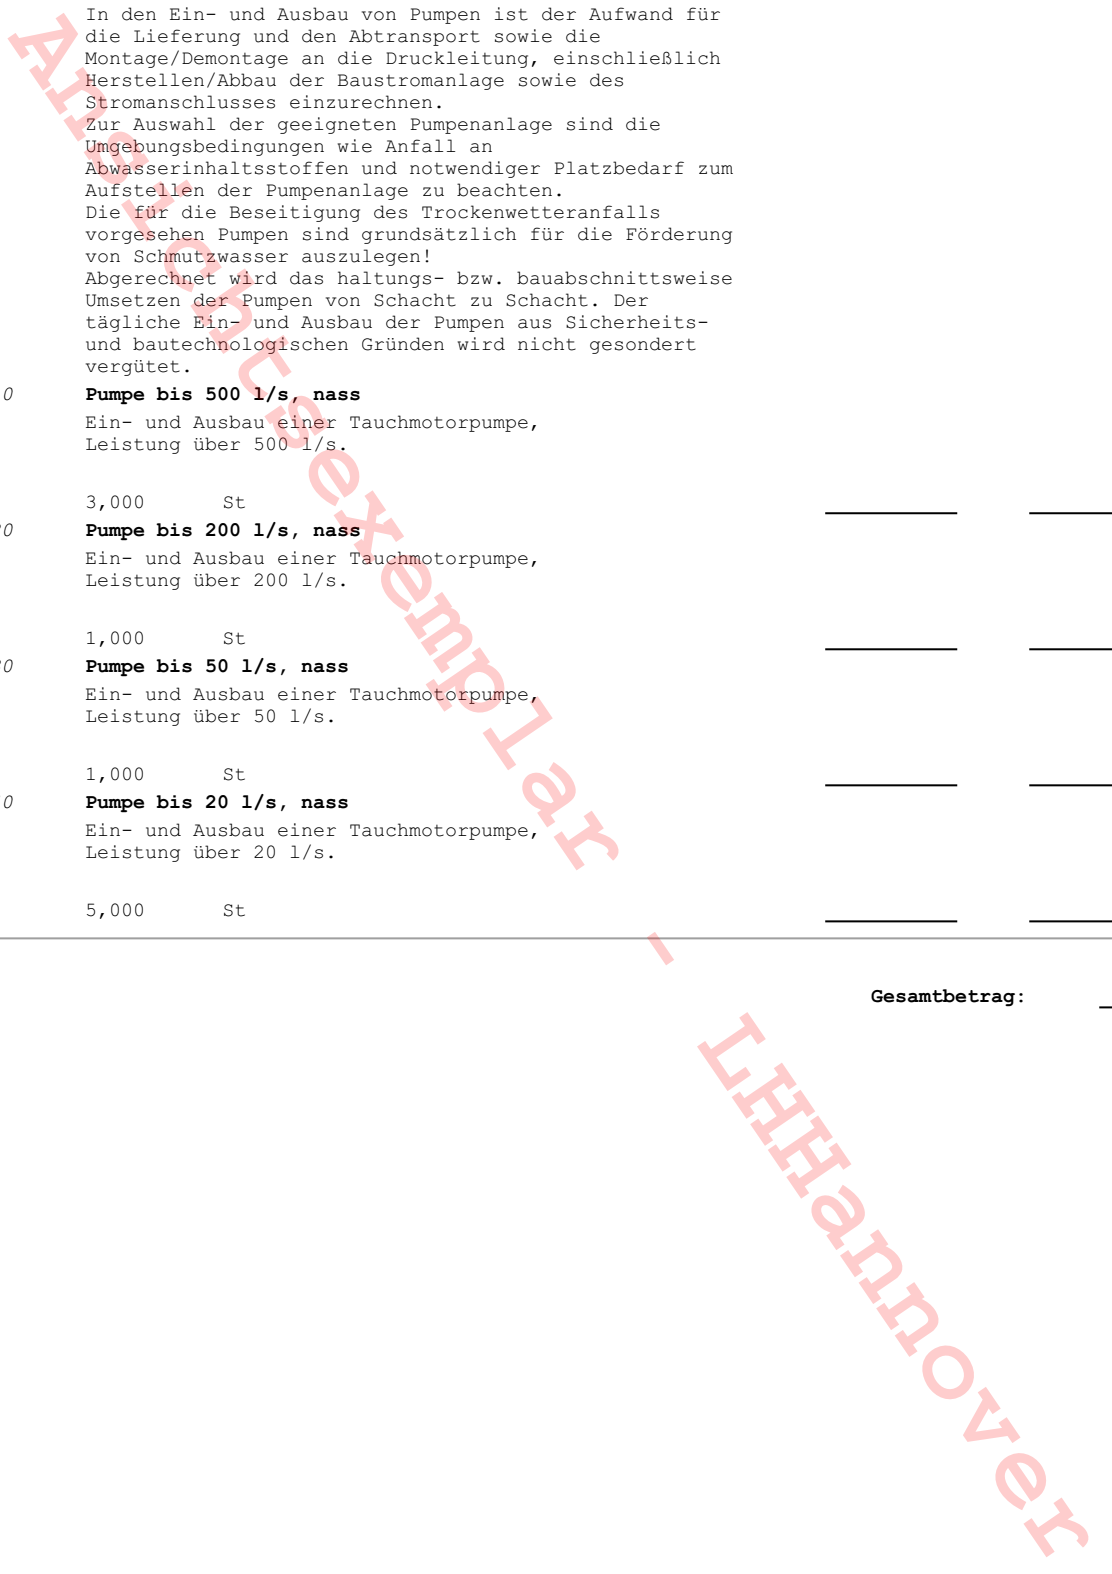 In den Ein- und Ausbau von Pumpen ist der Aufwand für
die Lieferung und den Abtransport sowie die
Montage/Demontage an die Druckleitung, einschließlich
Herstellen/Abbau der Baustromanlage sowie des
Stromanschlusses einzurechnen.
Zur Auswahl der geeigneten Pumpenanlage sind die
Umgebungsbedingungen wie Anfall an
Abwasserinhaltsstoffen und notwendiger Platzbedarf zum
Aufstellen der Pumpenanlage zu beachten.
Die für die Beseitigung des Trockenwetteranfalls
vorgesehen Pumpen sind grundsätzlich für die Förderung
von Schmutzwasser auszulegen!
Abgerechnet wird das haltungs- bzw. bauabschnittsweise
Umsetzen der Pumpen von Schacht zu Schacht. Der
tägliche Ein- und Ausbau der Pumpen aus Sicherheits-
und bautechnologischen Gründen wird nicht gesondert
vergütet.
0 Pumpe bis 500 l/s, nass
Ein- und Ausbau einer Tauchmotorpumpe,
Leistung über 500 l/s.
3,000 St
0 Pumpe bis 200 l/s, nass
Ein- und Ausbau einer Tauchmotorpumpe,
Leistung über 200 l/s.
1,000 St
0 Pumpe bis 50 l/s, nass
Ein- und Ausbau einer Tauchmotorpumpe,
Leistung über 50 l/s.
1,000 St
0 Pumpe bis 20 l/s, nass
Ein- und Ausbau einer Tauchmotorpumpe,
Leistung über 20 l/s.
5,000 St
Gesamtbetrag:
Ansichtsexemplar - LHHannover